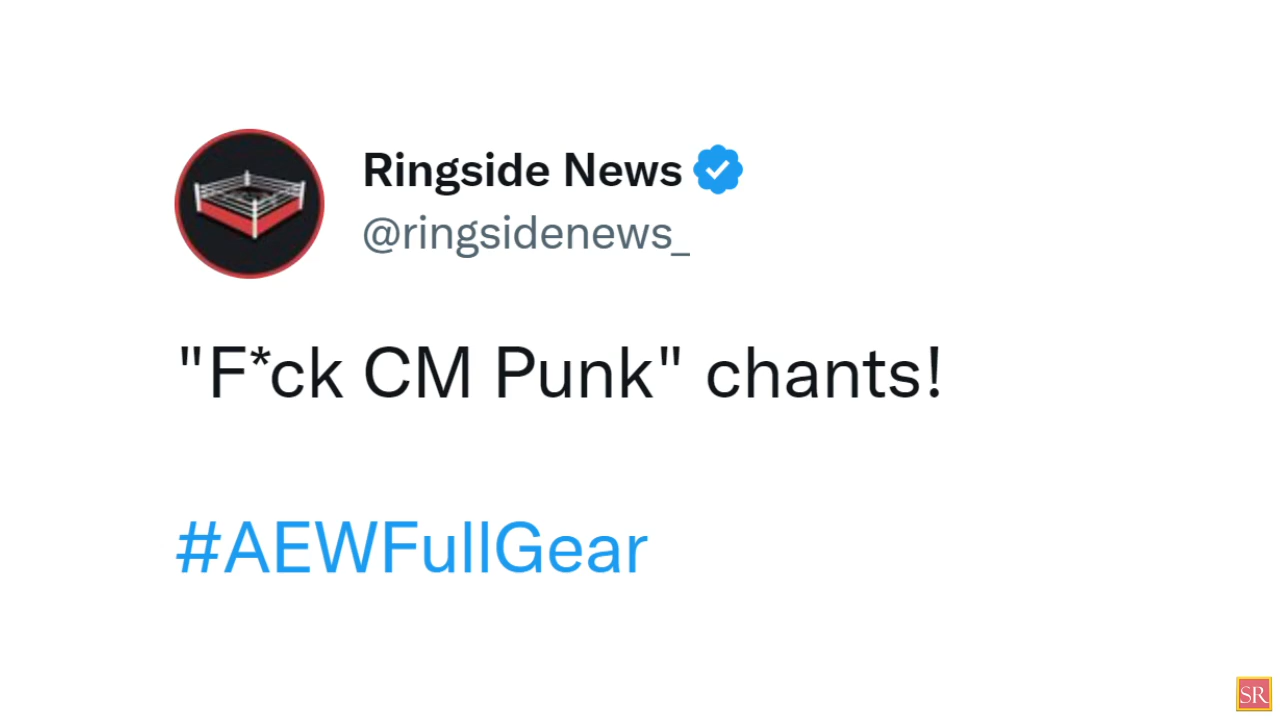 Ringside News
@ringsidenews_
"F*ck CM Punk" chants!
#AEWFullGear
SR